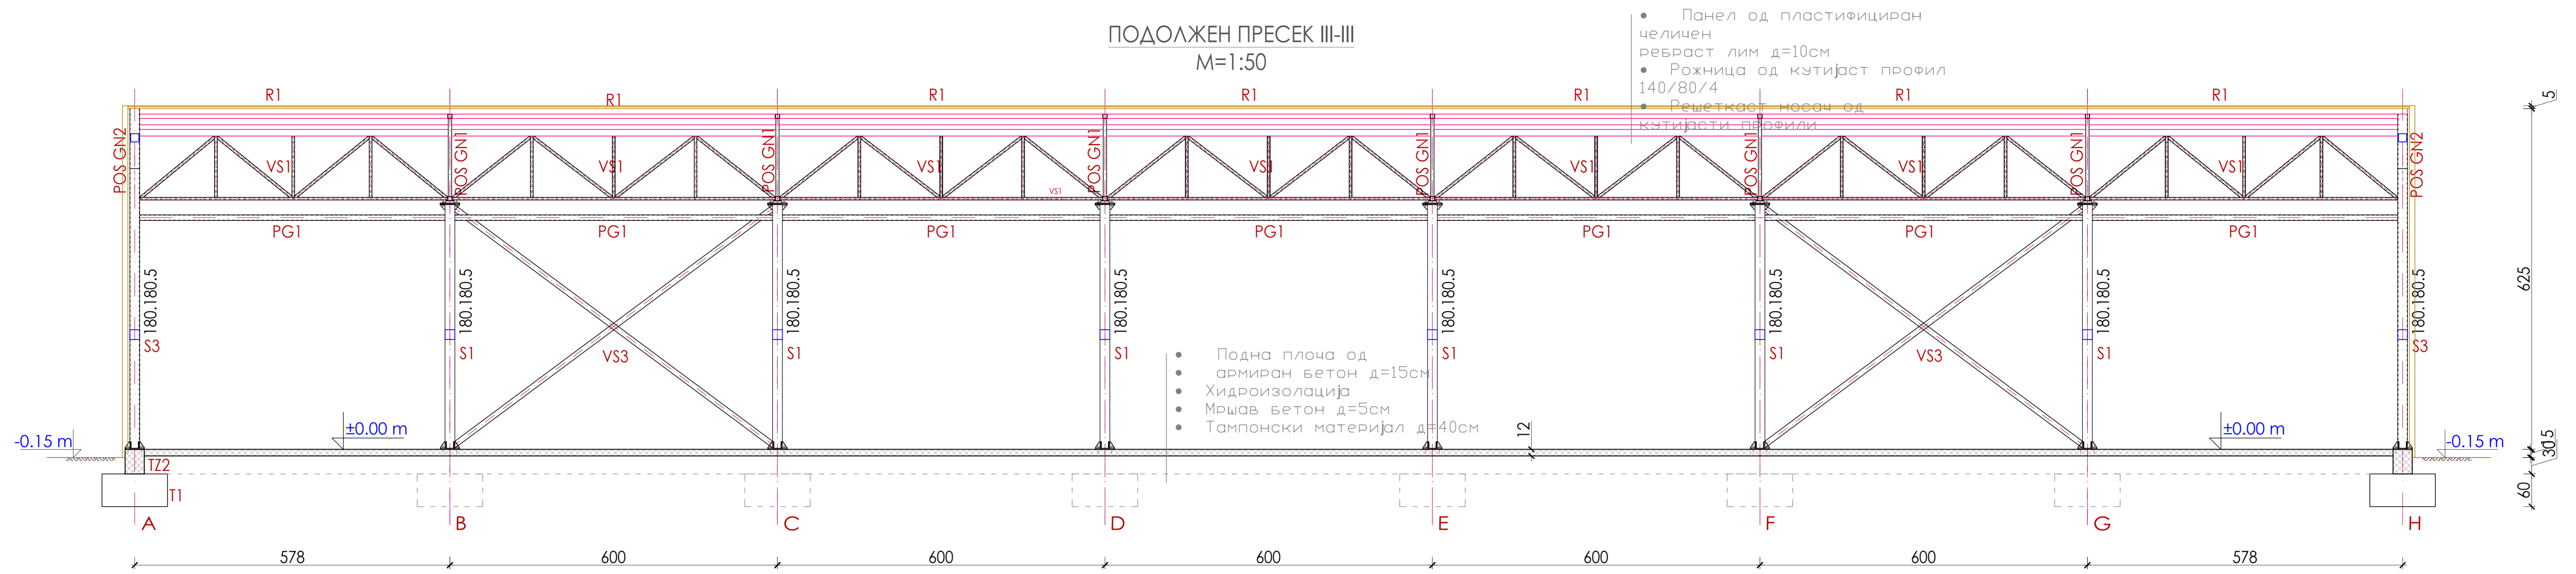 ПОДОЛЖЕН ПРЕСЕК III-III
М=1:50
• Панел од пластифициран
челичен
ребраст лим д=10см
• Рожница од кутијаст профил
140/80/4
• Решеткаст носач од
кутијасти профили
R1 R1 R1 R1 R1 R1 R1
5
POS GN2 POS GN1 POS GN1 POS GN1 POS GN1 POS GN1 POS GN1 POS GN2
VS1 VS1 VS1 VS1 VS1 VS1 VS1
VS1
PG1 PG1 PG1 PG1 PG1 PG1 PG1
180.180.5 180.180.5 180.180.5 180.180.5 180.180.5 180.180.5 180.180.5 180.180.5
625
S3 S1 S1 S1 S1 S1 S1 S3
VS3 VS3
• Подна плоча од
• армиран бетон д=15см
• Хидроизолација
• Мршав бетон д=5см
• Тампонски материјал д=40см
-0.15 m ±0.00 m 12 ±0.00 m -0.15 m
30 15
TZ2
T1
60
A B C D E F G H
578 600 600 600 600 600 578